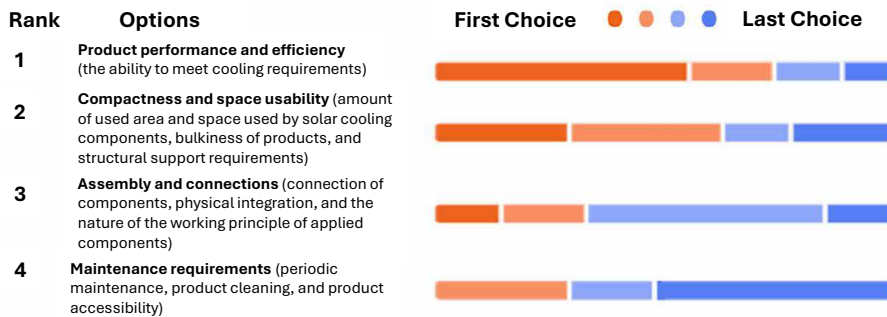 Rank Options First Choice Last Choice
1
Product performance and efficiency
(the ability to meet cooling requirements)
2
Compactness and space usability (amount
of used area and space used by solar cooling
components, bulkiness of products, and
structural support requirements)
3
Assembly and connections (connection of
components, physical integration, and the
nature of the working principle of applied
components)
4
Maintenance requirements (periodic
maintenance, product cleaning, and product
accessibility)